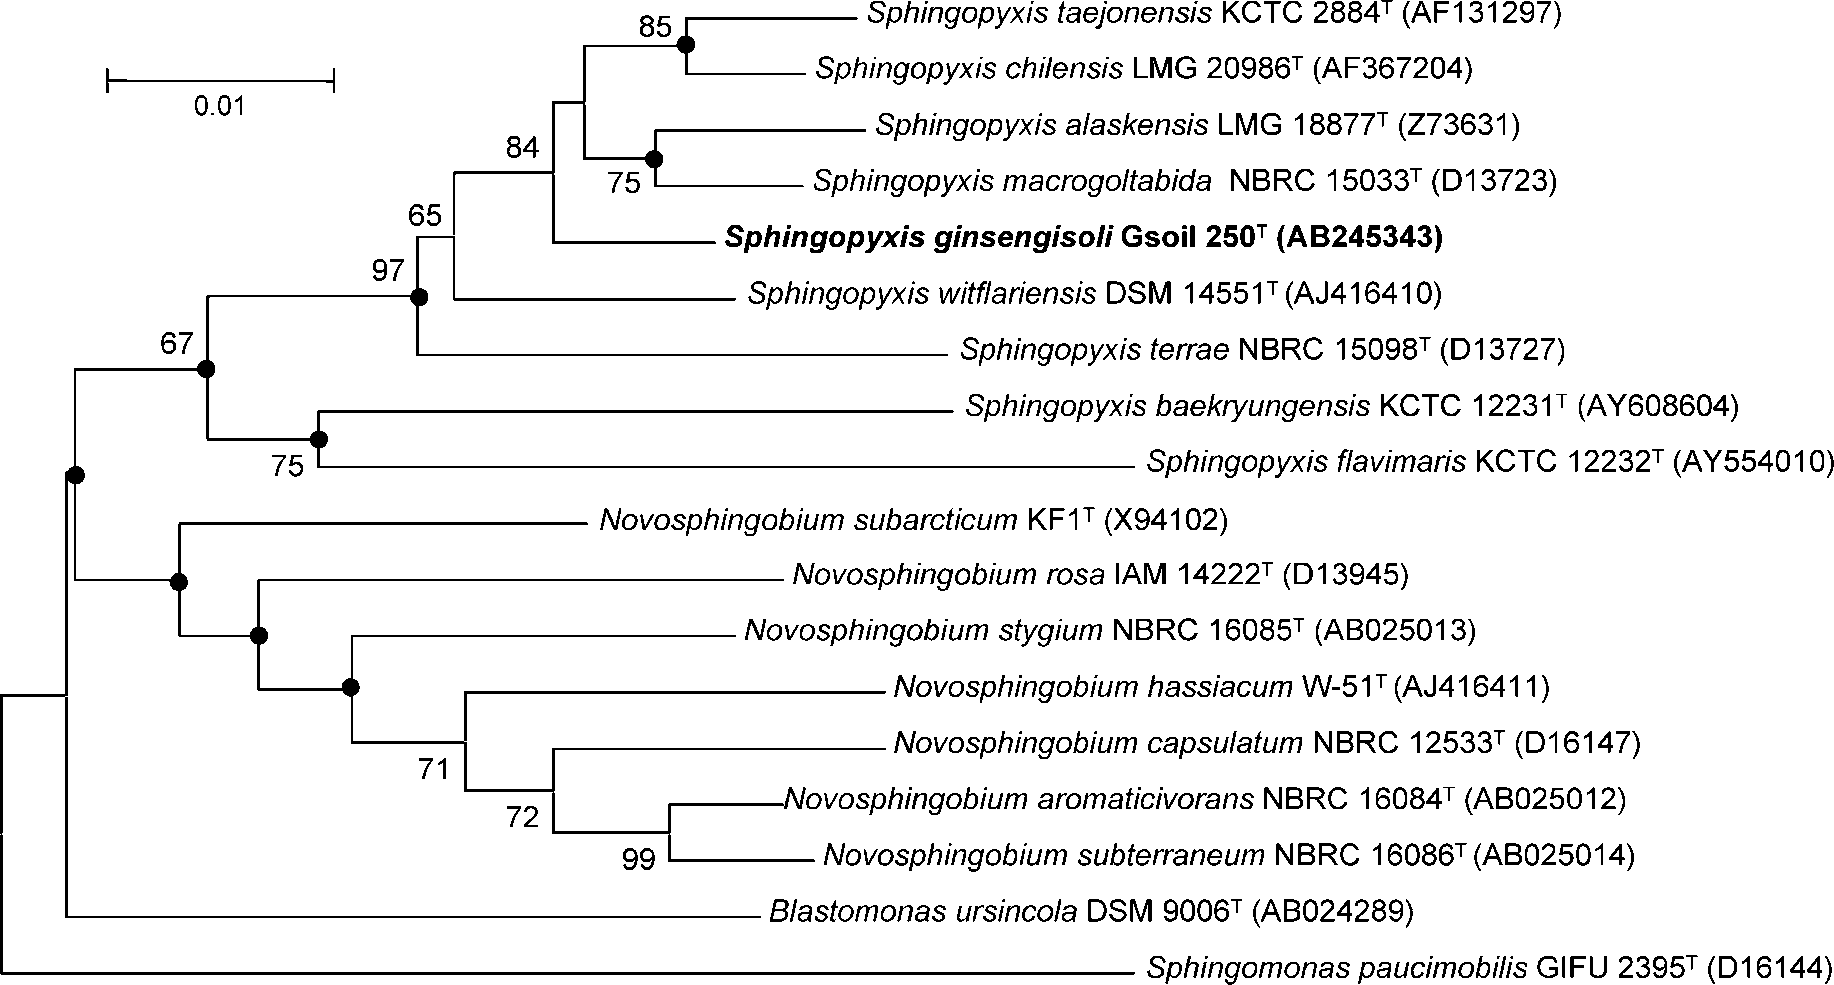 Sphingopyxis taejonensis KCTC 2884ᵀ (AF131297)
85
Sphingopyxis chilensis LMG 20986ᵀ (AF367204)
0.01
Sphingopyxis alaskensis LMG 18877ᵀ (Z73631)
84
75
Sphingopyxis macrogoltabida NBRC 15033ᵀ (D13723)
65
Sphingopyxis ginsengisoli Gsoil 250ᵀ (AB245343)
97
Sphingopyxis witflariensis DSM 14551ᵀ (AJ416410)
67
Sphingopyxis terrae NBRC 15098ᵀ (D13727)
Sphingopyxis baekryungensis KCTC 12231ᵀ (AY608604)
75
Sphingopyxis flavimaris KCTC 12232ᵀ (AY554010)
Novosphingobium subarcticum KF1ᵀ (X94102)
Novosphingobium rosa IAM 14222ᵀ (D13945)
Novosphingobium stygium NBRC 16085ᵀ (AB025013)
Novosphingobium hassiacum W-51ᵀ (AJ416411)
Novosphingobium capsulatum NBRC 12533ᵀ (D16147)
71
Novosphingobium aromaticivorans NBRC 16084ᵀ (AB025012)
72
99
Novosphingobium subterraneum NBRC 16086ᵀ (AB025014)
Blastomonas ursincola DSM 9006ᵀ (AB024289)
Sphingomonas paucimobilis GIFU 2395ᵀ (D16144)